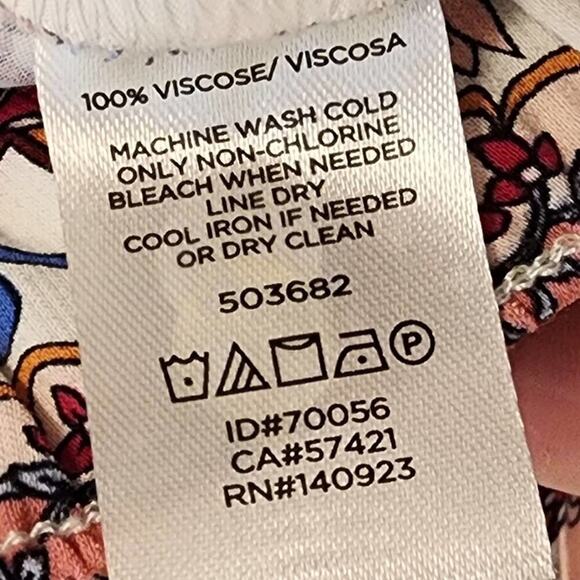 100% VISCOSE/ VISCOSA
MACHINE WASH COLD
ONLY NON-CHLORINE
BLEACH WHEN NEEDED
LINE DRY
COOL IRON IF NEEDED
OR DRY CLEAN
503682
P
ID#70056
CA#57421
RN#140923